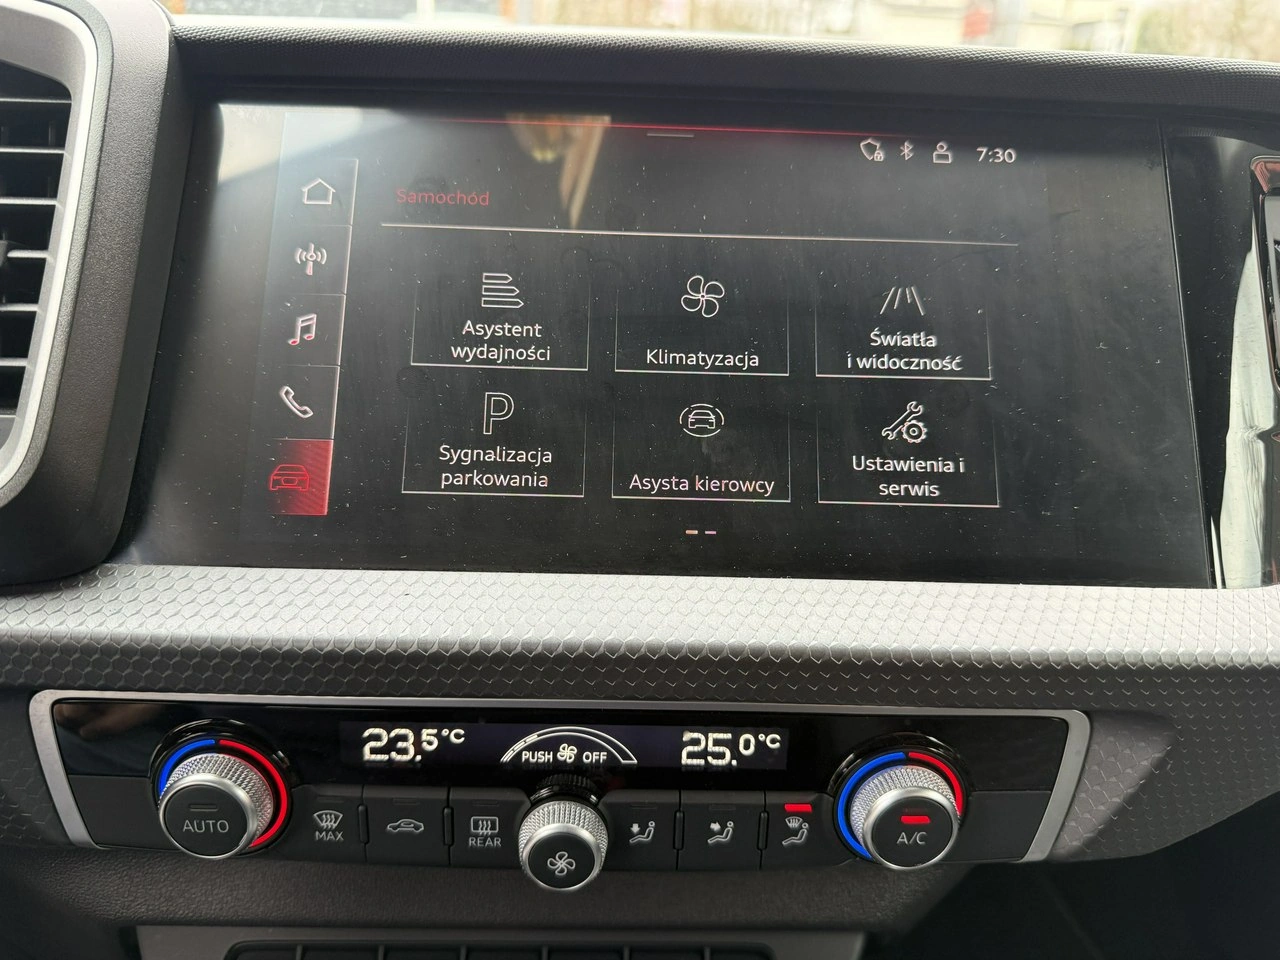 7:30
Samochód
Asystent
wydajności
Klimatyzacja
Światła
i widoczność
P
Sygnalizacja
parkowania
Asysta kierowcy
Ustawienia i
serwis
23.5°C
PUSH OFF
25.0°C
AUTO
MAX
REAR
A/C